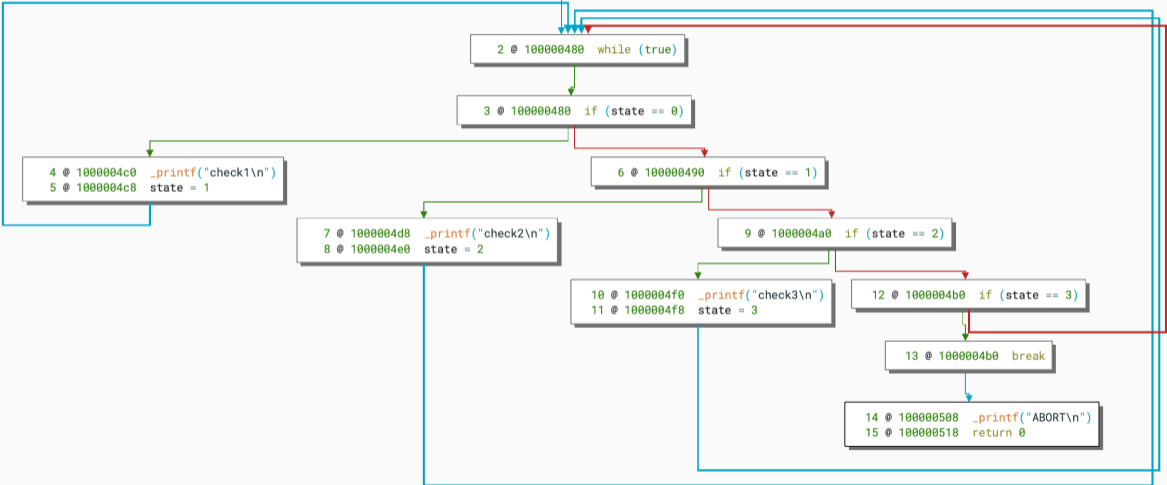 2 @ 100000480 while (true)
3 @ 100000480 if (state == 0)
4 @ 1000004c0 _printf("check1\n")
5 @ 1000004c8 state = 1
6 @ 100000490 if (state == 1)
7 @ 1000004d8 _printf("check2\n")
8 @ 1000004e0 state = 2
9 @ 1000004a0 if (state == 2)
10 @ 1000004f0 _printf("check3\n")
11 @ 1000004f8 state = 3
12 @ 1000004b0 if (state == 3)
13 @ 1000004b0 break
14 @ 100000508 _printf("ABORT\n")
15 @ 100000518 return 0